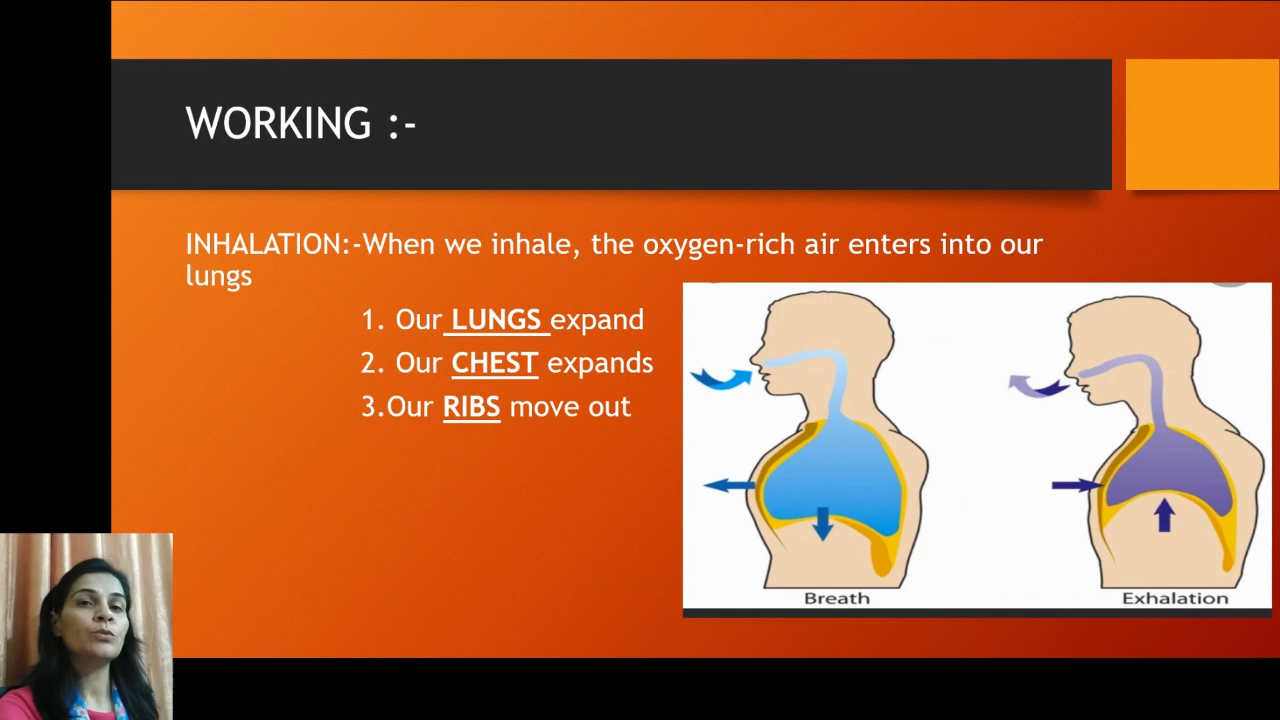 WORKING :-
INHALATION:-When we inhale, the oxygen-rich air enters into our
lungs
1. Our LUNGS expand
2. Our CHEST expands
3.Our RIBS move out
Breath
Exhalation